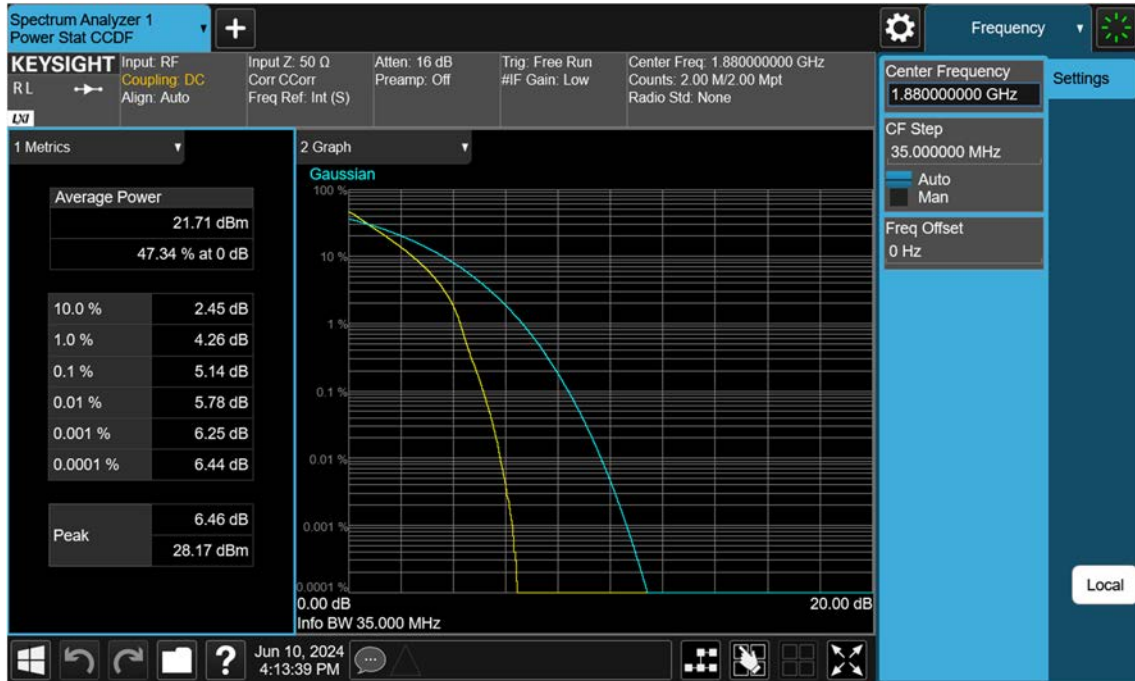 Spectrum Analyzer 1
Power Stat CCDF
Frequency
KEYSIGHT
R L
LXI
Input: RF
Coupling: DC
Align: Auto
Input Z: 50 Ω
Corr CCorr
Freq Ref: Int (S)
Atten: 16 dB
Preamp: Off
Trig: Free Run
#IF Gain: Low
Center Freq: 1.880000000 GHz
Counts: 2.00 M/2.00 Mpt
Radio Std: None
Center Frequency
1.880000000 GHz
Settings
CF Step
35.000000 MHz
Auto
Man
Freq Offset
0 Hz
1 Metrics
Average Power
21.71 dBm
47.34 % at 0 dB
10.0 % 2.45 dB
1.0 % 4.26 dB
0.1 % 5.14 dB
0.01 % 5.78 dB
0.001 % 6.25 dB
0.0001 % 6.44 dB
Peak
6.46 dB
28.17 dBm
2 Graph
Gaussian
100 %
10 %
1 %
0.1 %
0.01 %
0.001 %
0.0001 %
0.00 dB 20.00 dB
Info BW 35.000 MHz
Local
?
Jun 10, 2024
4:13:39 PM